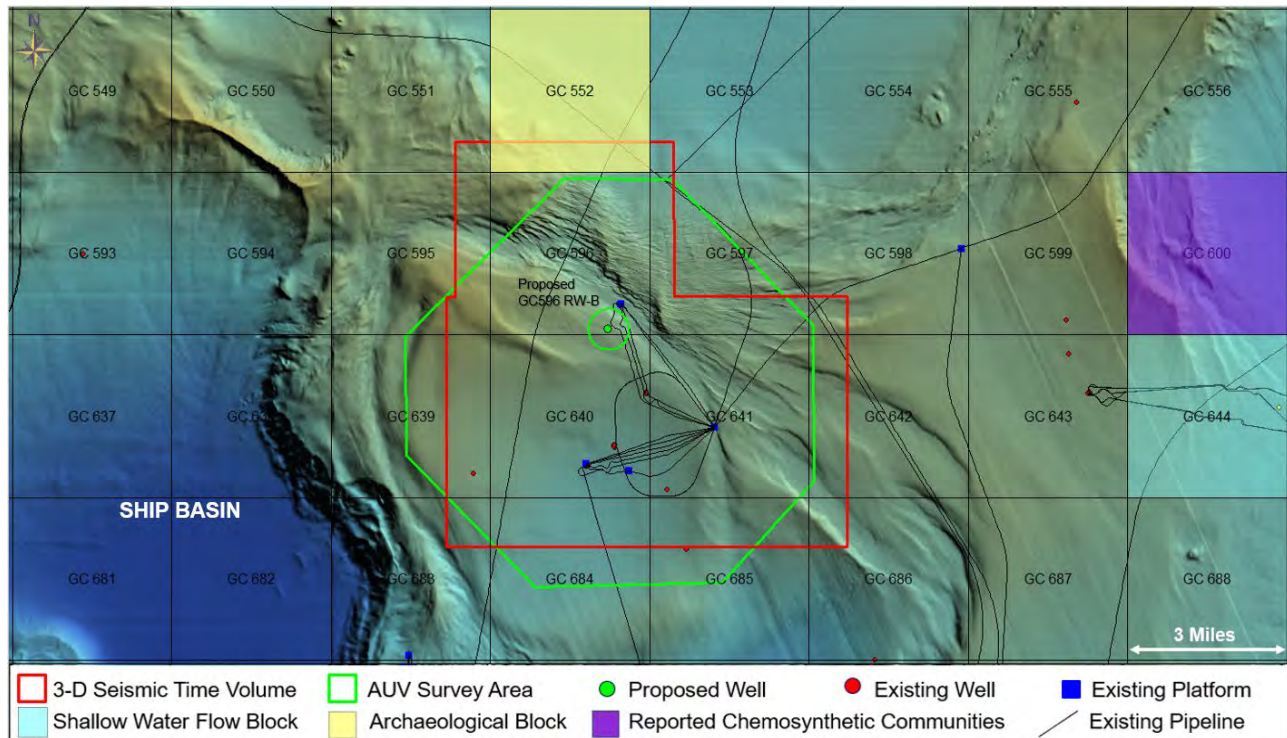 N
GC 549 GC 550 GC 551 GC 552 GC 553 GC 554 GC 555 GC 556
GC 593 GC 594 GC 595 GC 596 GC 597 GC 598 GC 599 GC 600
Proposed
GC596 RW-B
GC 637 GC 639 GC 640 GC 641 GC 642 GC 643 GC 644
SHIP BASIN
GC 681 GC 682 GC 683 GC 684 GC 685 GC 686 GC 687 GC 688
3 Miles
3-D Seismic Time Volume AUV Survey Area Proposed Well Existing Well Existing Platform
Shallow Water Flow Block Archaeological Block Reported Chemosynthetic Communities Existing Pipeline